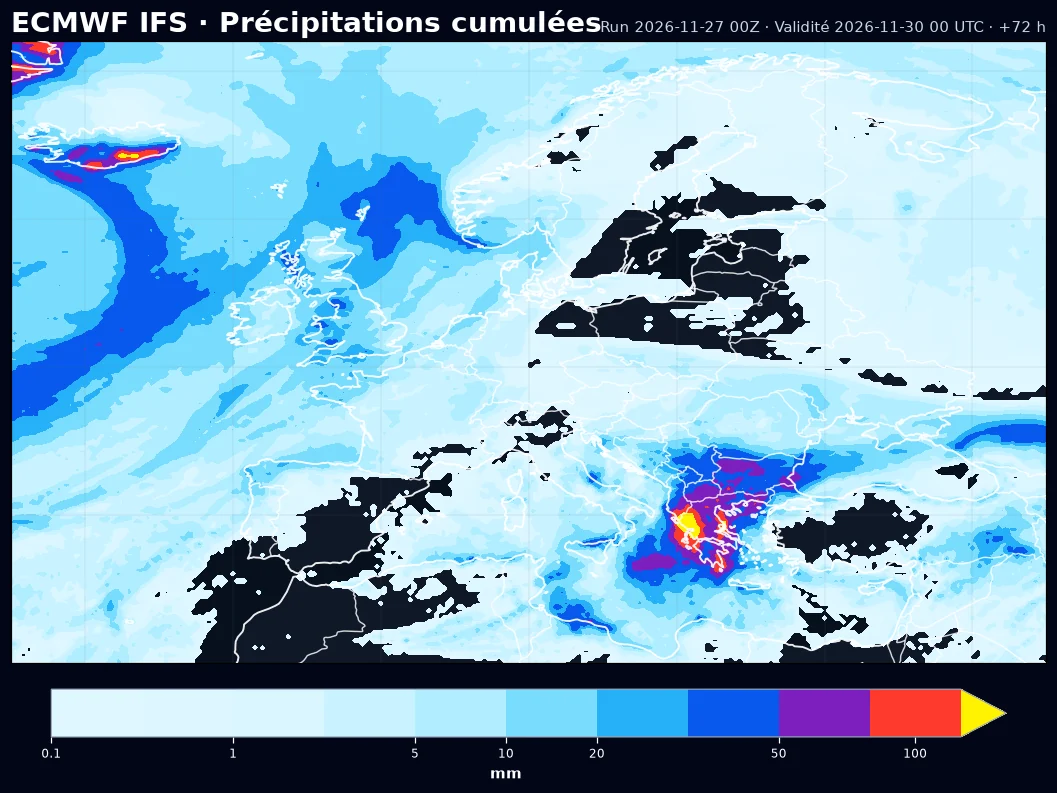 ECMWF IFS · Précipitations cumulées
Run 2026-11-27 00Z · Validité 2026-11-30 00 UTC · +72 h
0.1 1 5 10 20 50 100
mm